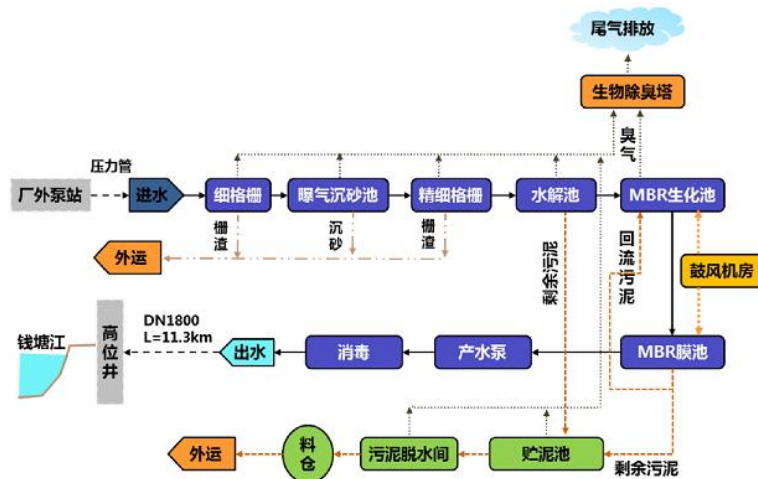 尾气排放
生物除臭塔
臭气
压力管
厂外泵站
进水
细格栅
曝气沉砂池
精细格栅
水解池
MBR生化池
栅渣
沉砂
栅渣
外运
剩余污泥
回流污泥
鼓风机房
钱塘江
高位井
DN1800
L=11.3km
出水
消毒
产水泵
MBR膜池
外运
料仓
污泥脱水间
贮泥池
剩余污泥